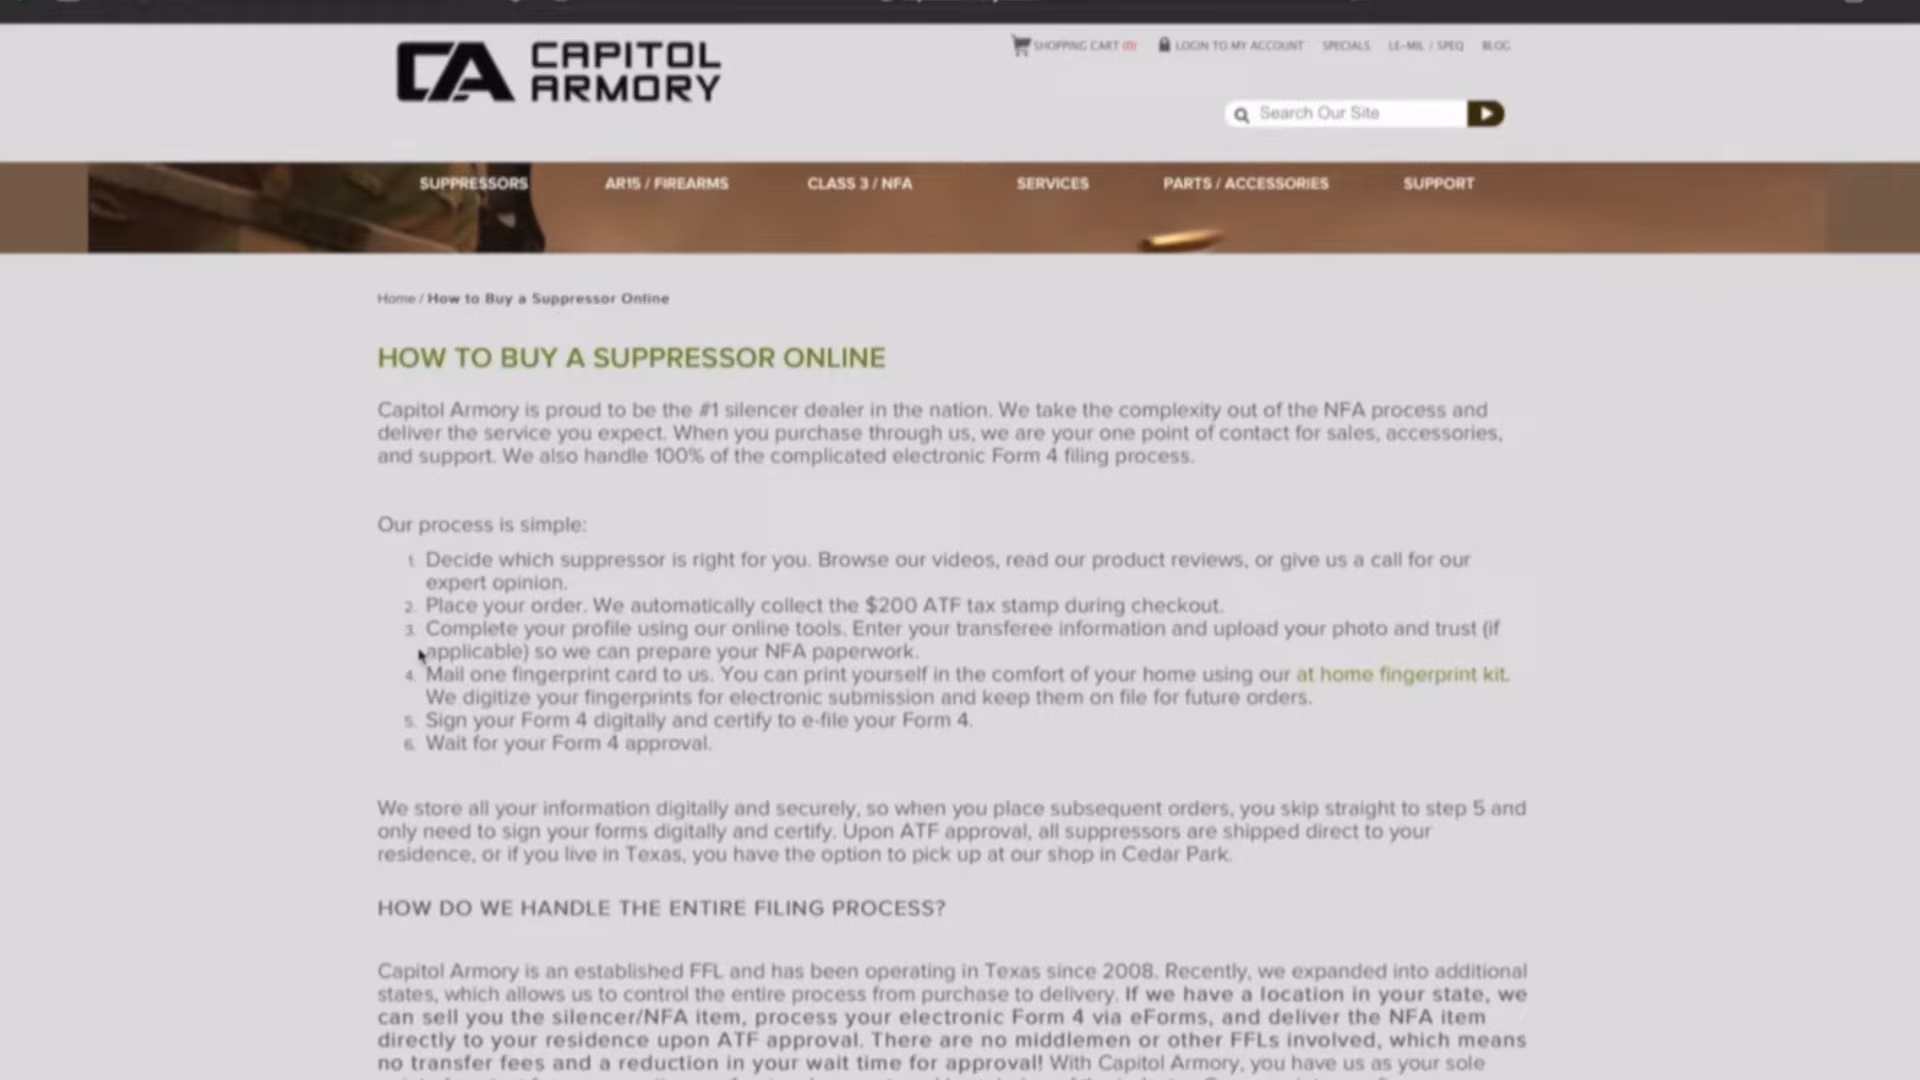 CA CAPITOL
ARMORY
SHOPPING CART (0) LOGIN TO MY ACCOUNT SPECIALS LE-MIL / SPEQ BLOG
Search Our Site
SUPPRESSORS AR15 / FIREARMS CLASS 3 / NFA SERVICES PARTS / ACCESSORIES SUPPORT
Home / How to Buy a Suppressor Online
HOW TO BUY A SUPPRESSOR ONLINE
Capitol Armory is proud to be the #1 silencer dealer in the nation. We take the complexity out of the NFA process and
deliver the service you expect. When you purchase through us, we are your one point of contact for sales, accessories,
and support. We also handle 100% of the complicated electronic Form 4 filing process.
Our process is simple:
1. Decide which suppressor is right for you. Browse our videos, read our product reviews, or give us a call for our
expert opinion.
2. Place your order. We automatically collect the $200 ATF tax stamp during checkout.
3. Complete your profile using our online tools. Enter your transferee information and upload your photo and trust (if
applicable) so we can prepare your NFA paperwork.
4. Mail one fingerprint card to us. You can print yourself in the comfort of your home using our at home fingerprint kit.
We digitize your fingerprints for electronic submission and keep them on file for future orders.
5. Sign your Form 4 digitally and certify to e-file your Form 4.
6. Wait for your Form 4 approval.
We store all your information digitally and securely, so when you place subsequent orders, you skip straight to step 5 and
only need to sign your forms digitally and certify. Upon ATF approval, all suppressors are shipped direct to your
residence, or if you live in Texas, you have the option to pick up at our shop in Cedar Park.
HOW DO WE HANDLE THE ENTIRE FILING PROCESS?
Capitol Armory is an established FFL and has been operating in Texas since 2008. Recently, we expanded into additional
states, which allows us to control the entire process from purchase to delivery. If we have a location in your state, we
can sell you the silencer/NFA item, process your electronic Form 4 via eForms, and deliver the NFA item
directly to your residence upon ATF approval. There are no middlemen or other FFLs involved, which means
no transfer fees and a reduction in your wait time for approval! With Capitol Armory, you have us as your sole